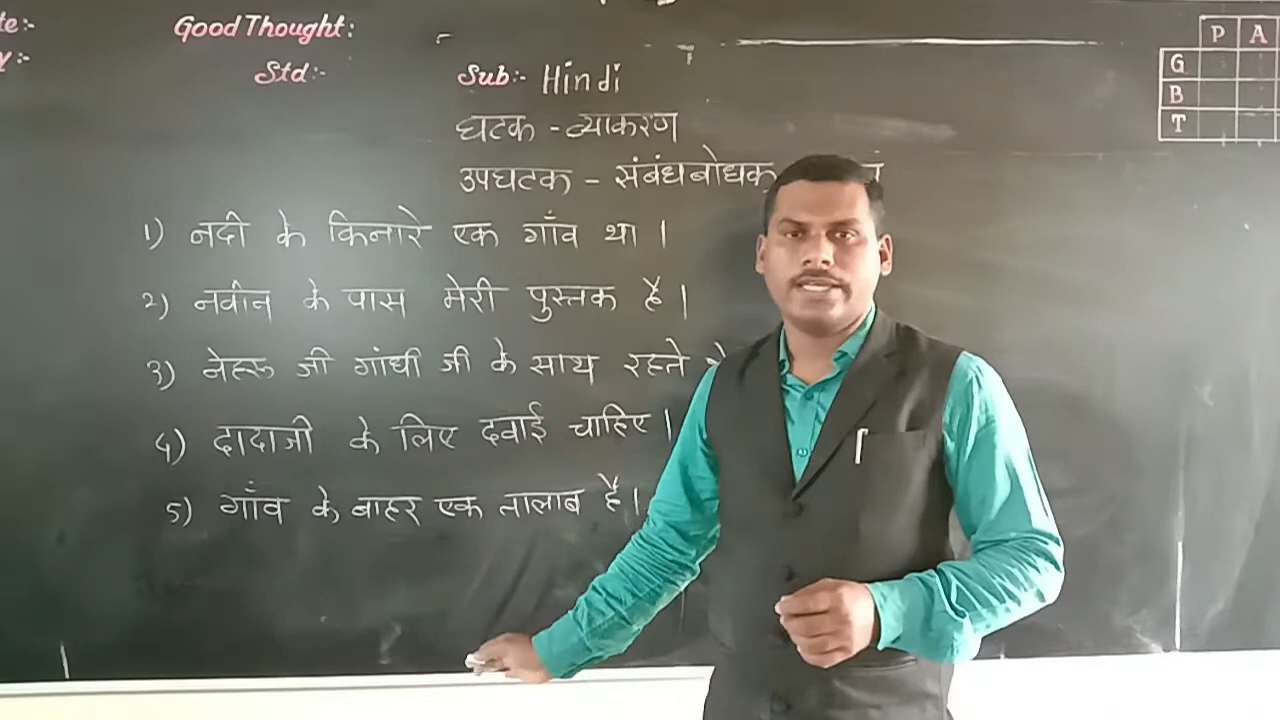 Good Thought:
Std:-
Sub:- Hindi
घटक - व्याकरण
उपघटक - संबंधबोधक
1) नदी के किनारे एक गाँव था ।
2) नवीन के पास मेरी पुस्तक है ।
3) नेहरू जी गांधी जी के साथ रहते
4) दादाजी के लिए दवाई चाहिए ।
5) गाँव के बाहर एक तालाब है ।
P A
G
B
T